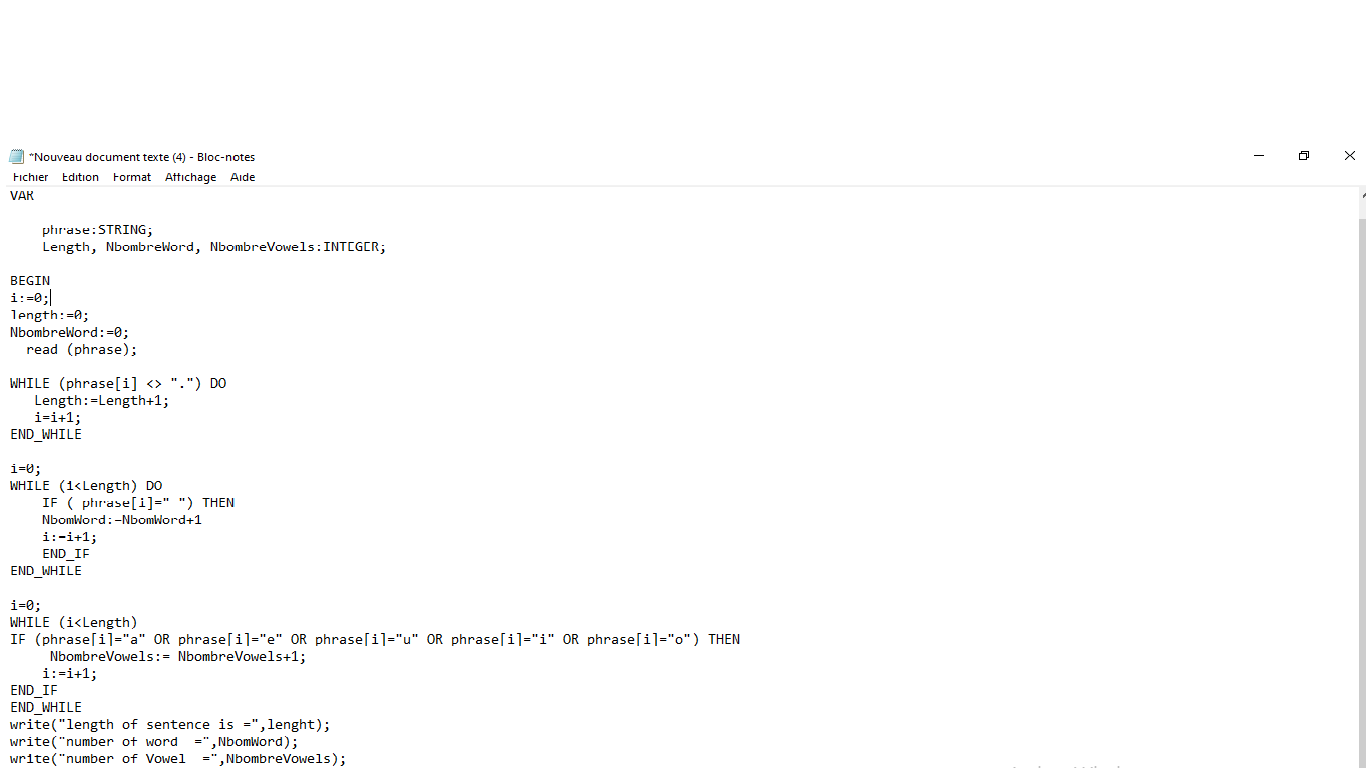 *Nouveau document texte (4) - Bloc-notes
Fichier Edition Format Affichage Aide
VAR
phrase:STRING;
Length, NbombreWord, NbombreVowels:INTEGER;
BEGIN
i:=0;
length:=0;
NbombreWord:=0;
read (phrase);
WHILE (phrase[i] <> ".") DO
Length:=Length+1;
i=i+1;
END_WHILE
i=0;
WHILE (i<Length) DO
IF ( phrase[i]=" ") THEN
NbomWord:=NbomWord+1
i:=i+1;
END_IF
END_WHILE
i=0;
WHILE (i<Length)
IF (phrase[i]="a" OR phrase[i]="e" OR phrase[i]="u" OR phrase[i]="i" OR phrase[i]="o") THEN
NbombreVowels:= NbombreVowels+1;
i:=i+1;
END_IF
END_WHILE
write("length of sentence is =",lenght);
write("number of word =",NbomWord);
write("number of Vowel =",NbombreVowels);